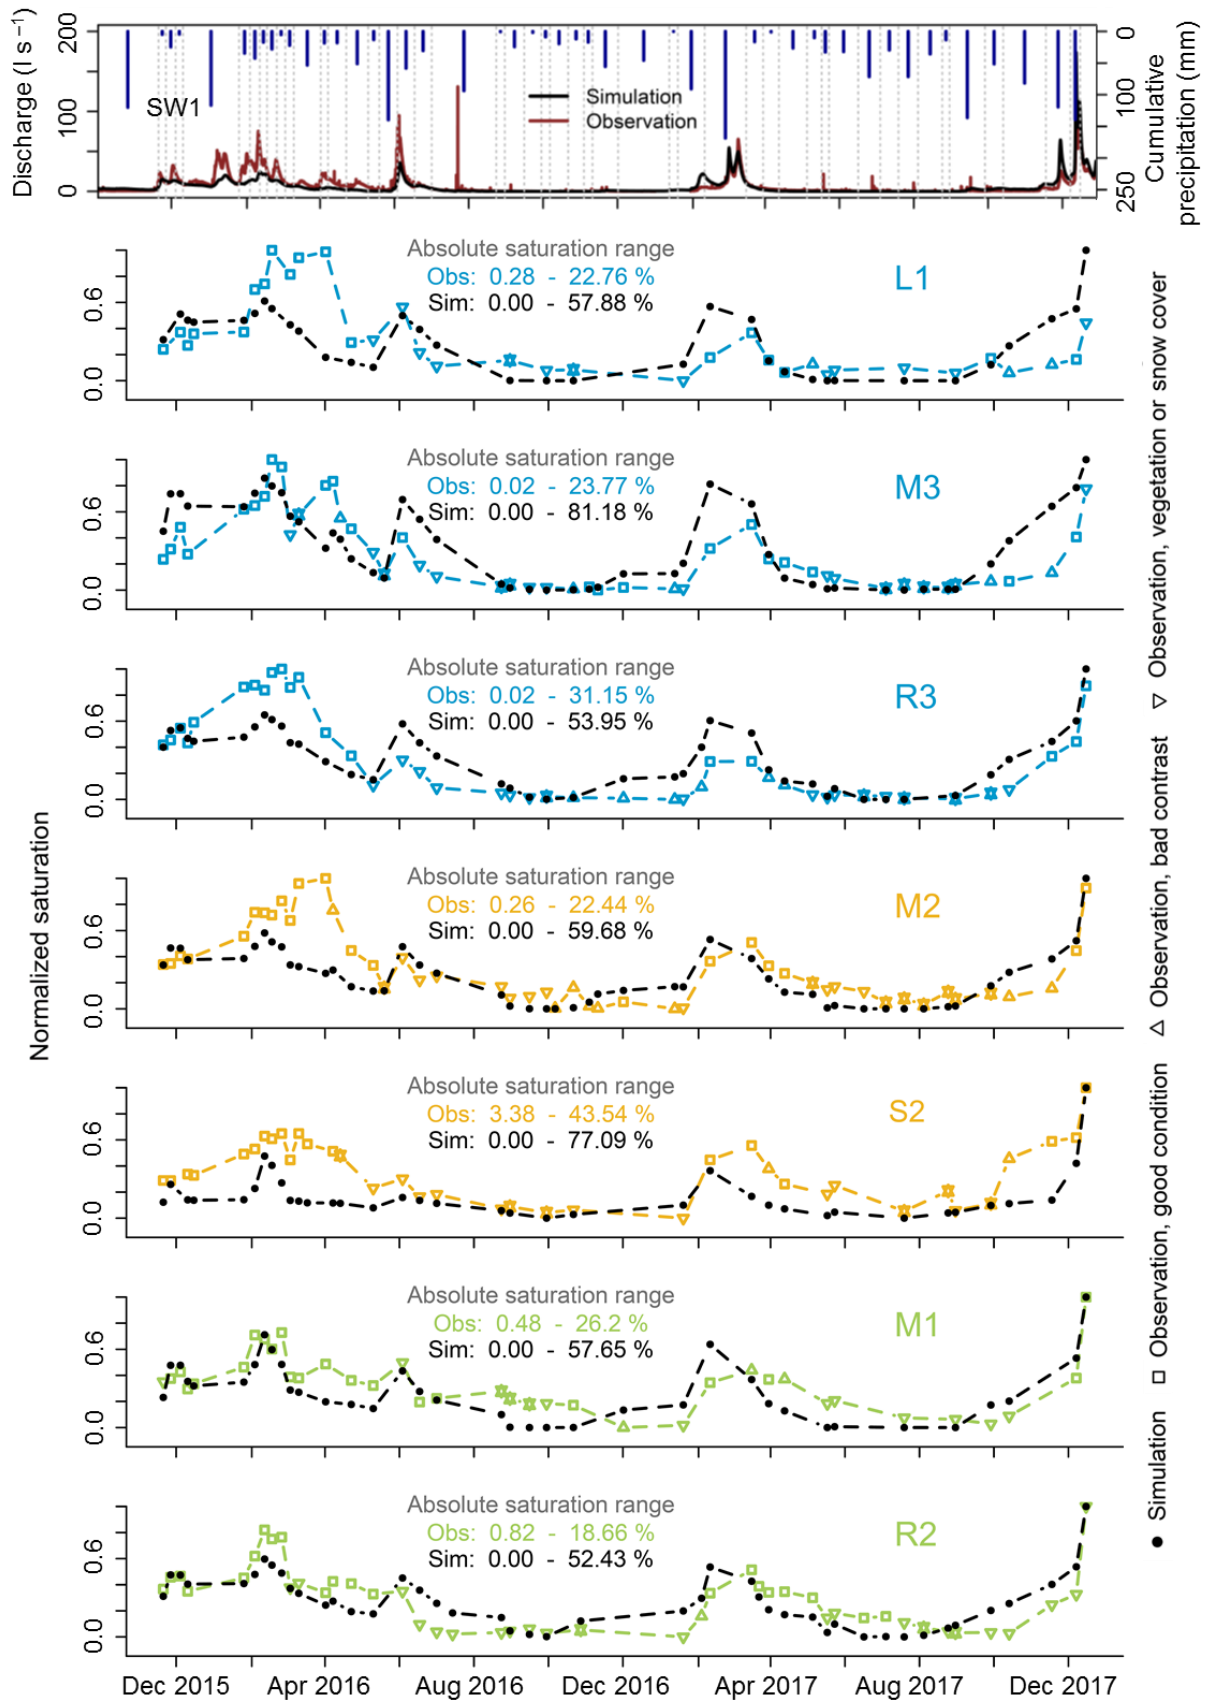 Discharge (l s⁻¹)
200
100
0
SW1
Simulation
Observation
0
100
250
Cumulative
precipitation (mm)
Normalized saturation
Absolute saturation range
Obs: 0.28 - 22.76 %
Sim: 0.00 - 57.88 %
L1
0.6
0.0
Absolute saturation range
Obs: 0.02 - 23.77 %
Sim: 0.00 - 81.18 %
M3
0.6
0.0
Absolute saturation range
Obs: 0.02 - 31.15 %
Sim: 0.00 - 53.95 %
R3
0.6
0.0
Absolute saturation range
Obs: 0.26 - 22.44 %
Sim: 0.00 - 59.68 %
M2
0.6
0.0
Absolute saturation range
Obs: 3.38 - 43.54 %
Sim: 0.00 - 77.09 %
S2
0.6
0.0
Absolute saturation range
Obs: 0.48 - 26.2 %
Sim: 0.00 - 57.65 %
M1
0.6
0.0
Absolute saturation range
Obs: 0.82 - 18.66 %
Sim: 0.00 - 52.43 %
R2
0.6
0.0
Dec 2015 Apr 2016 Aug 2016 Dec 2016 Apr 2017 Aug 2017 Dec 2017
● Simulation □ Observation, good condition △ Observation, bad contrast ▽ Observation, vegetation or snow cover